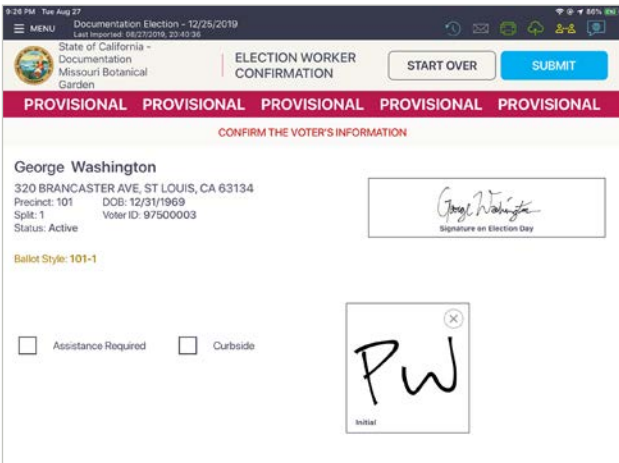 9:26 PM Tue Aug 27
86%
MENU
Documentation Election - 12/25/2019
Last Imported: 08/27/2019, 20:40:36
State of California -
Documentation
Missouri Botanical
Garden
ELECTION WORKER
CONFIRMATION
START OVER
SUBMIT
PROVISIONAL PROVISIONAL PROVISIONAL PROVISIONAL PROVISIONAL
CONFIRM THE VOTER'S INFORMATION
George Washington
320 BRANCASTER AVE, ST LOUIS, CA 63134
Precinct: 101 DOB: 12/31/1969
Split: 1 Voter ID: 97500003
Status: Active
Ballot Style: 101-1
George Washington
Signature on Election Day
Assistance Required
Curbside
PW
Initial